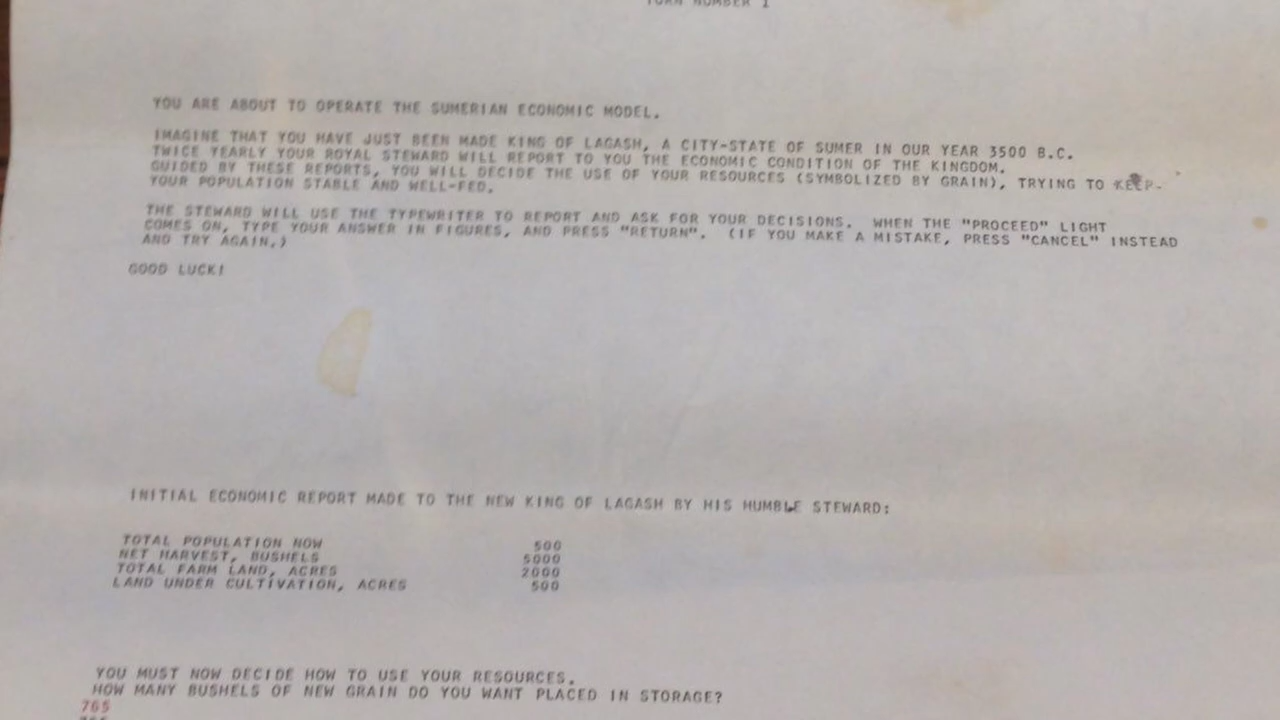 TURN NUMBER 1
YOU ARE ABOUT TO OPERATE THE SUMERIAN ECONOMIC MODEL.
IMAGINE THAT YOU HAVE JUST BEEN MADE KING OF LAGASH, A CITY-STATE OF SUMER IN OUR YEAR 3500 B.C.
TWICE YEARLY YOUR ROYAL STEWARD WILL REPORT TO YOU THE ECONOMIC CONDITION OF THE KINGDOM.
GUIDED BY THESE REPORTS, YOU WILL DECIDE THE USE OF YOUR RESOURCES (SYMBOLIZED BY GRAIN), TRYING TO KEEP
YOUR POPULATION STABLE AND WELL-FED.
THE STEWARD WILL USE THE TYPEWRITER TO REPORT AND ASK FOR YOUR DECISIONS. WHEN THE "PROCEED" LIGHT
COMES ON, TYPE YOUR ANSWER IN FIGURES, AND PRESS "RETURN". (IF YOU MAKE A MISTAKE, PRESS "CANCEL" INSTEAD
AND TRY AGAIN.)
GOOD LUCK!
INITIAL ECONOMIC REPORT MADE TO THE NEW KING OF LAGASH BY HIS HUMBLE STEWARD:
TOTAL POPULATION NOW 500
NET HARVEST, BUSHELS 5000
TOTAL FARM LAND, ACRES 2000
LAND UNDER CULTIVATION, ACRES 500
YOU MUST NOW DECIDE HOW TO USE YOUR RESOURCES.
HOW MANY BUSHELS OF NEW GRAIN DO YOU WANT PLACED IN STORAGE?
765